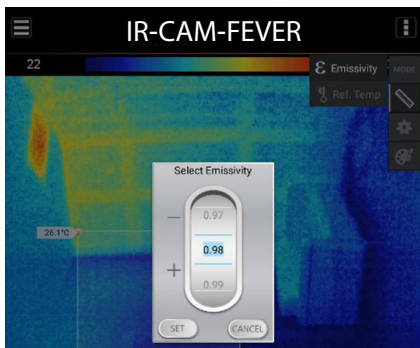 IR-CAM-FEVER
22
ε Emissivity
MODE
Ref. Temp
Select Emissivity
0.97
0.98
26.1°C
0.99
SET
CANCEL